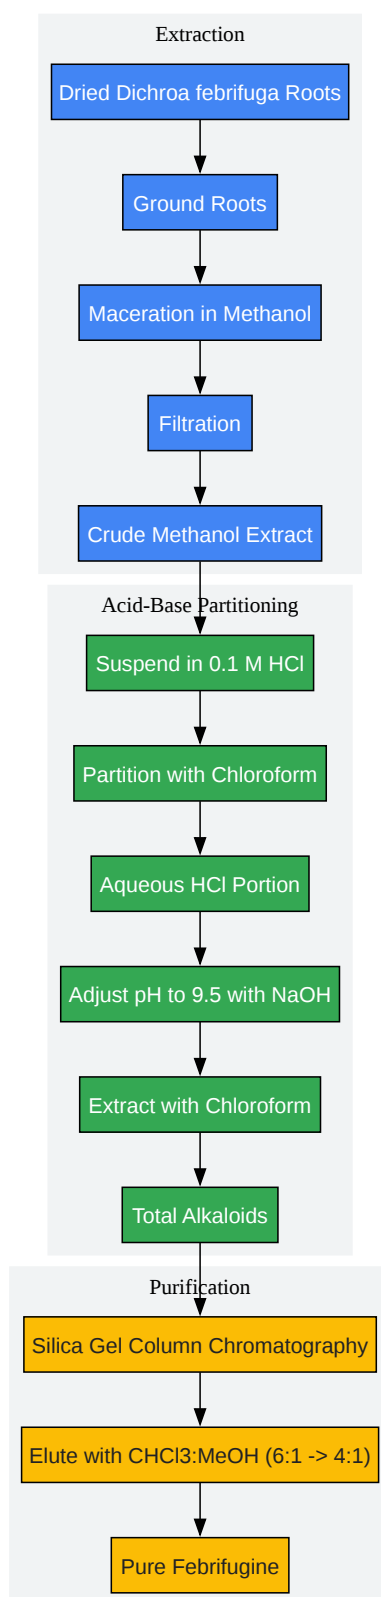 Extraction
Dried Dichroa febrifuga Roots
Ground Roots
Maceration in Methanol
Filtration
Crude Methanol Extract
Acid-Base Partitioning
Suspend in 0.1 M HCl
Partition with Chloroform
Aqueous HCl Portion
Adjust pH to 9.5 with NaOH
Extract with Chloroform
Total Alkaloids
Purification
Silica Gel Column Chromatography
Elute with CHCl3:MeOH (6:1 -> 4:1)
Pure Febrifugine